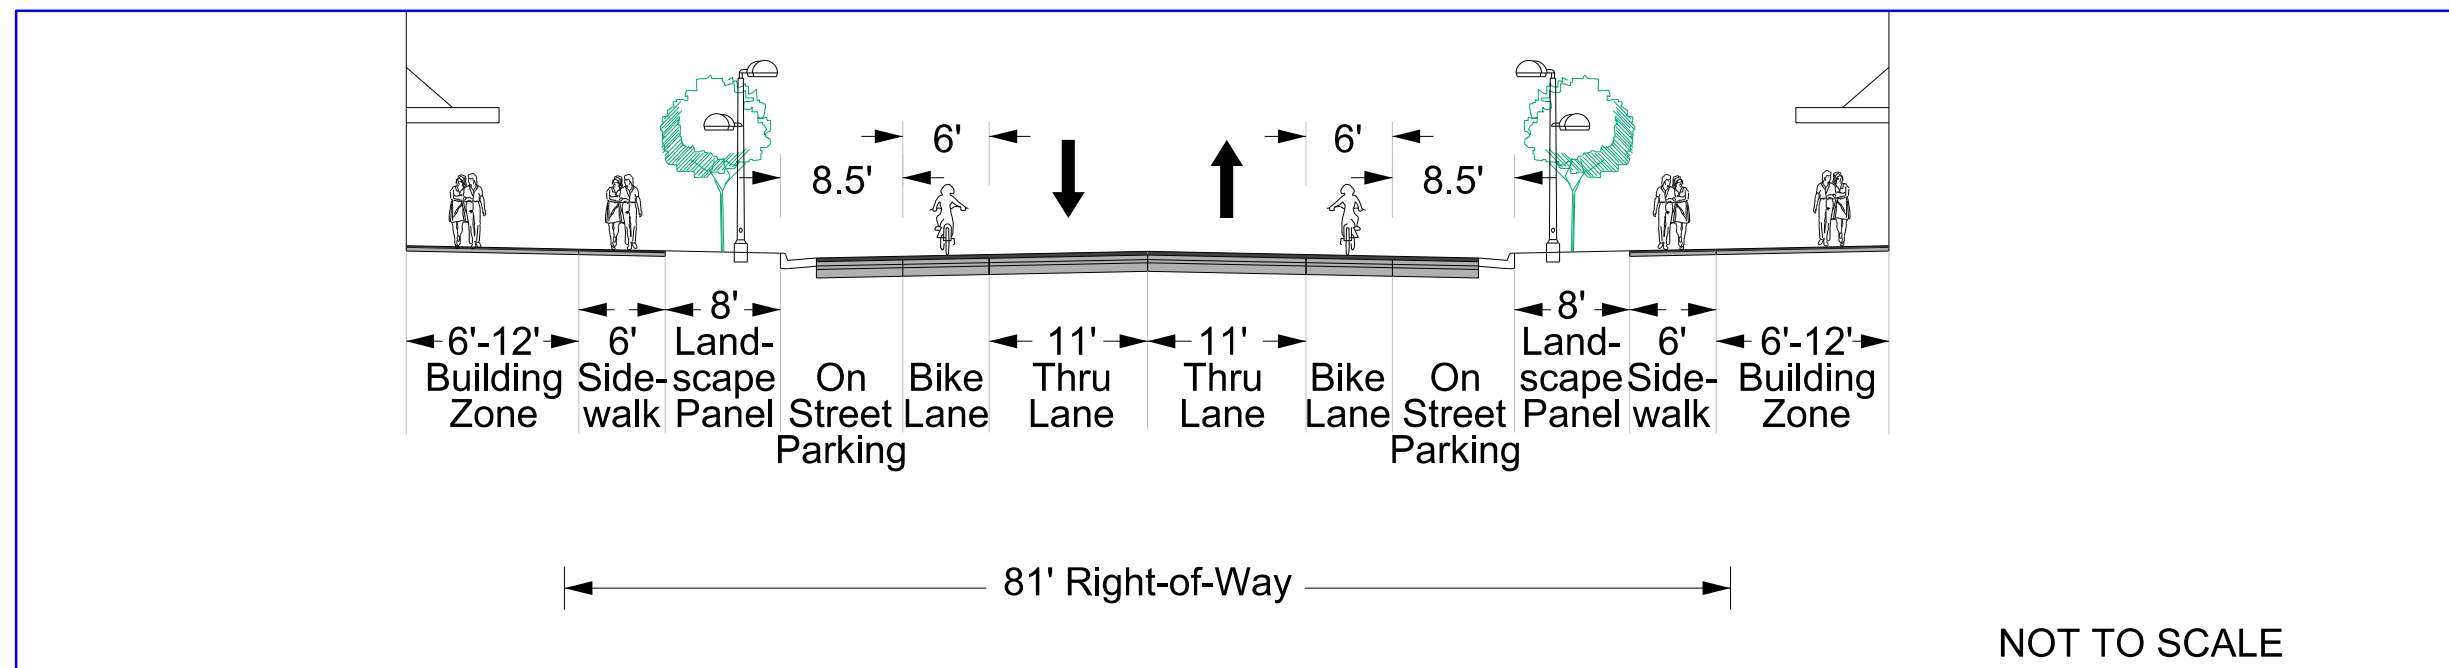 6'
6'
8.5'
8.5'
8'
8'
6'-12'
6'
Land-
11'
11'
Land-
6'
6'-12'
Building
Side-
scape
On
Bike
Thru
Thru
Bike
On
scape
Side-
Building
Zone
walk
Panel
Street
Lane
Lane
Lane
Lane
Street
Panel
walk
Zone
Parking
Parking
81' Right-of-Way
NOT TO SCALE